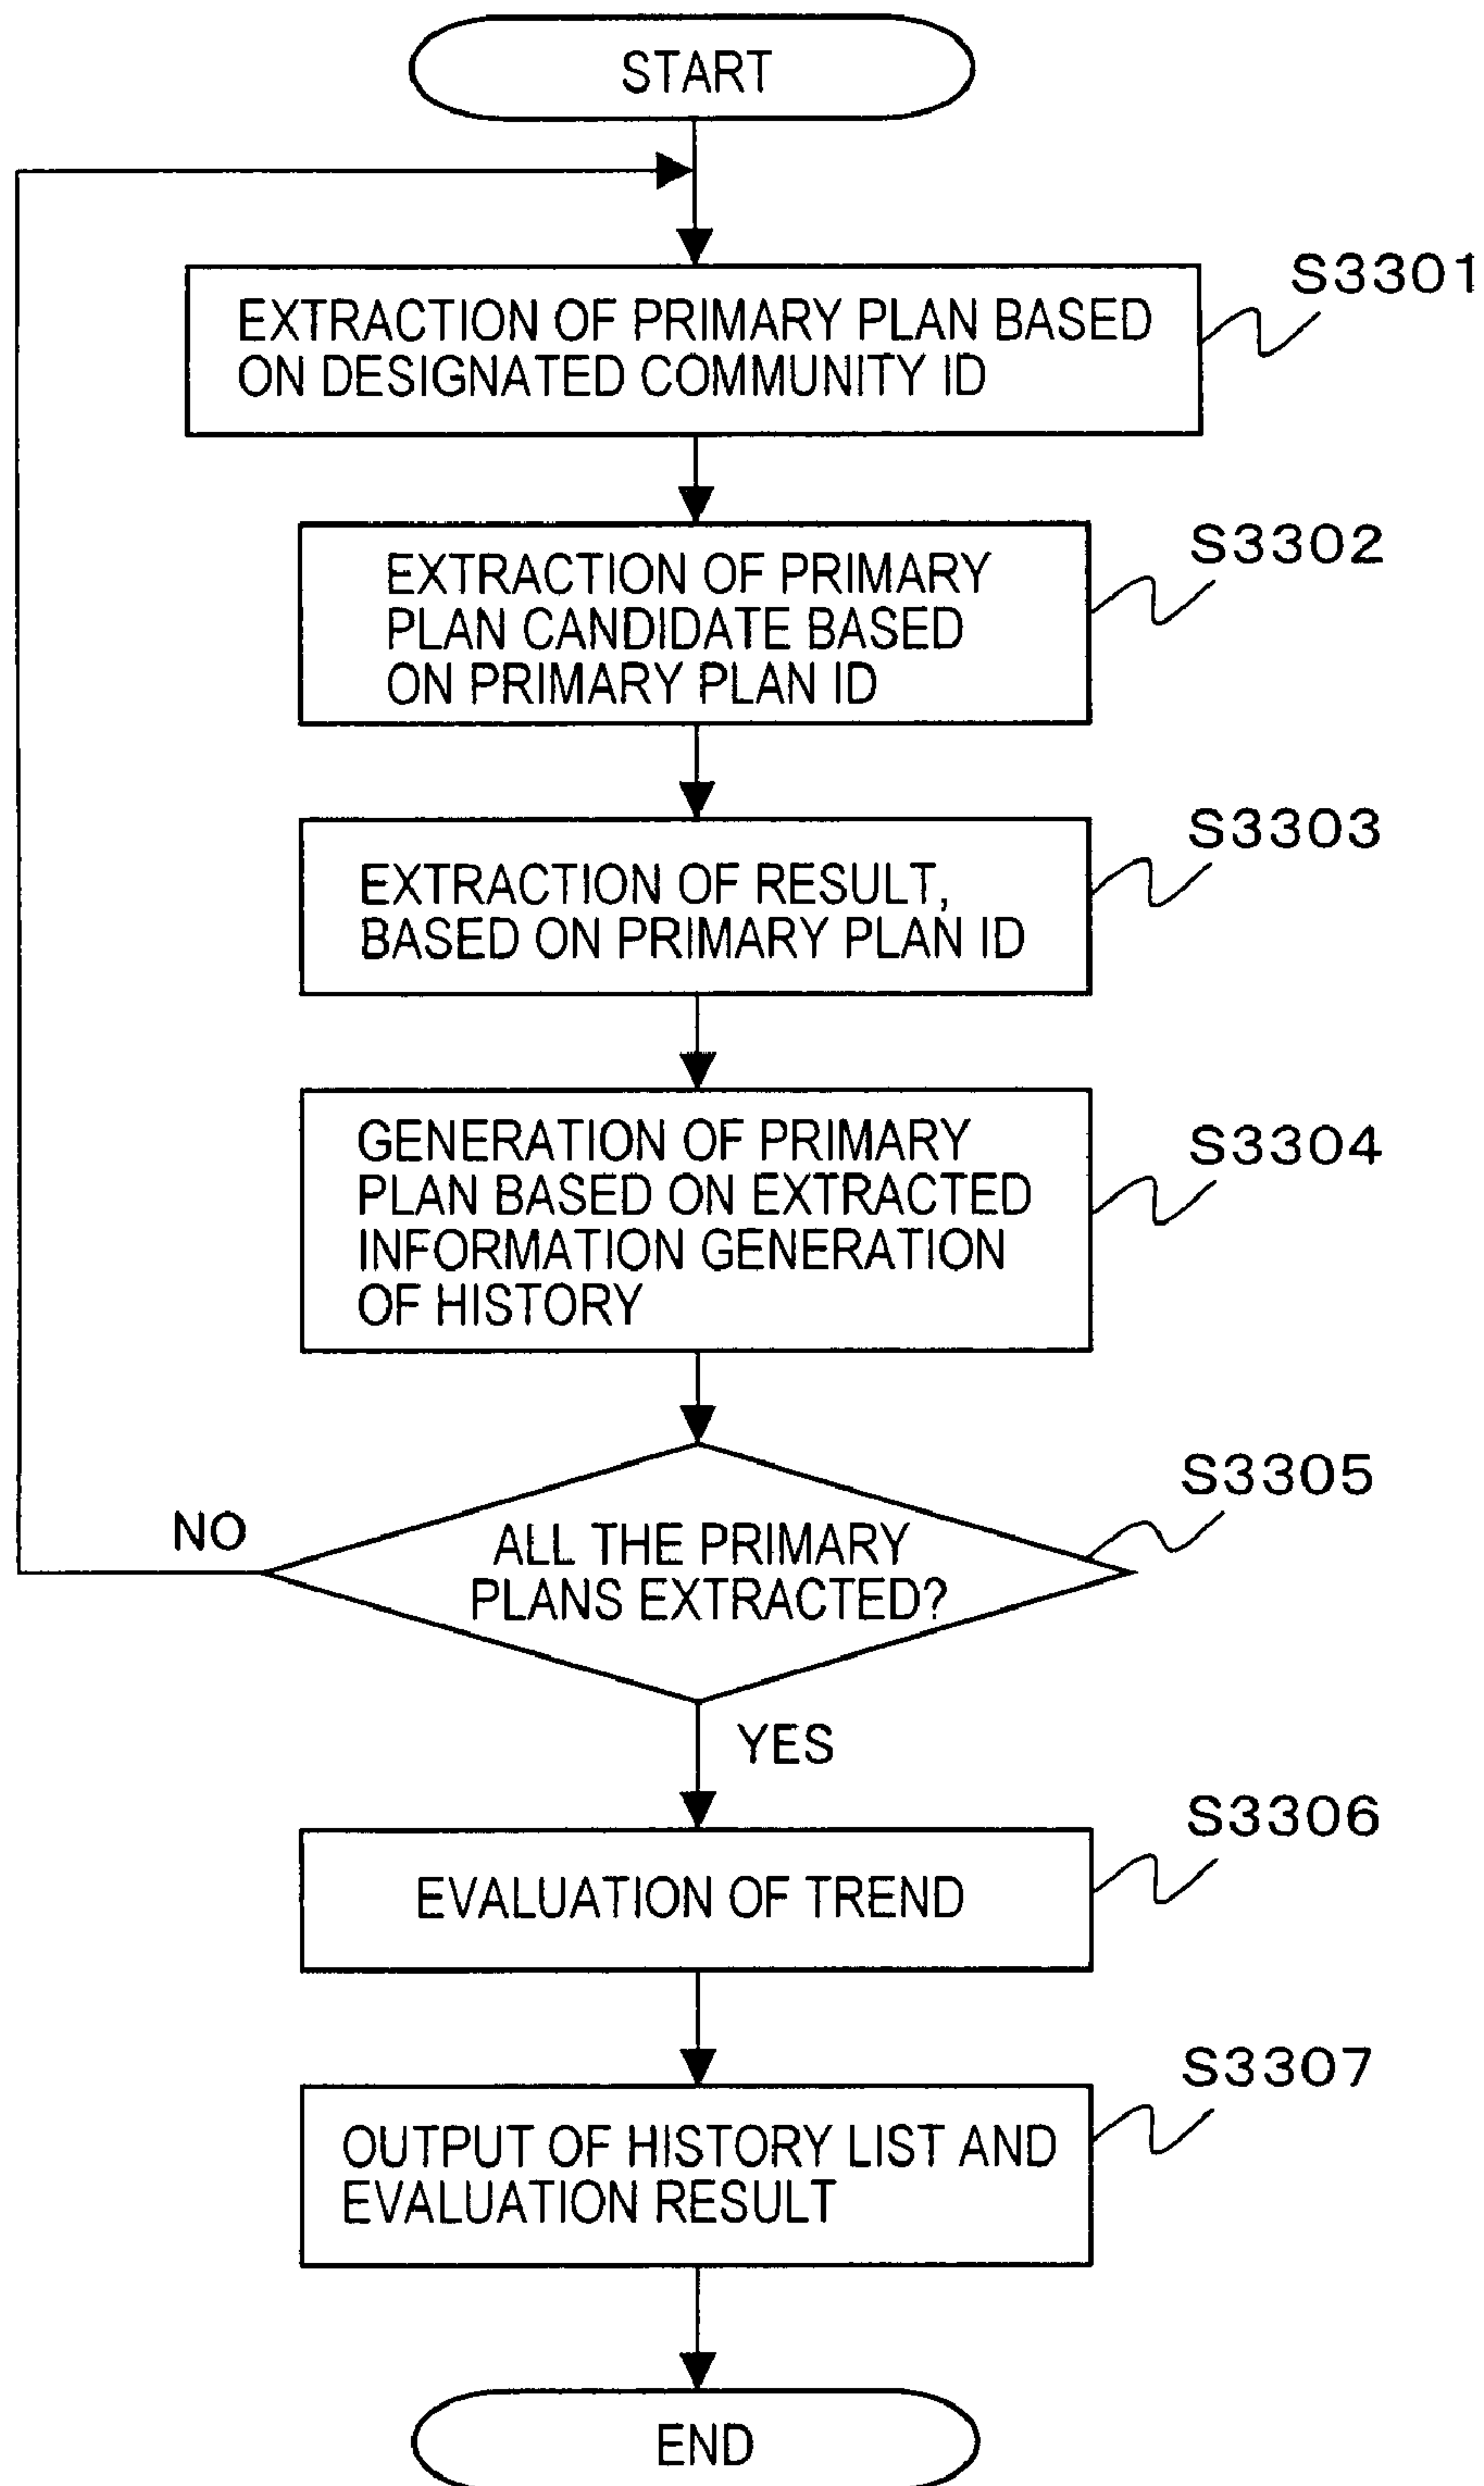 START
S3301
EXTRACTION OF PRIMARY PLAN BASED
ON DESIGNATED COMMUNITY ID
S3302
EXTRACTION OF PRIMARY
PLAN CANDIDATE BASED
ON PRIMARY PLAN ID
S3303
EXTRACTION OF RESULT,
BASED ON PRIMARY PLAN ID
S3304
GENERATION OF PRIMARY
PLAN BASED ON EXTRACTED
INFORMATION GENERATION
OF HISTORY
S3305
NO
ALL THE PRIMARY
PLANS EXTRACTED?
YES
S3306
EVALUATION OF TREND
S3307
OUTPUT OF HISTORY LIST AND
EVALUATION RESULT
END